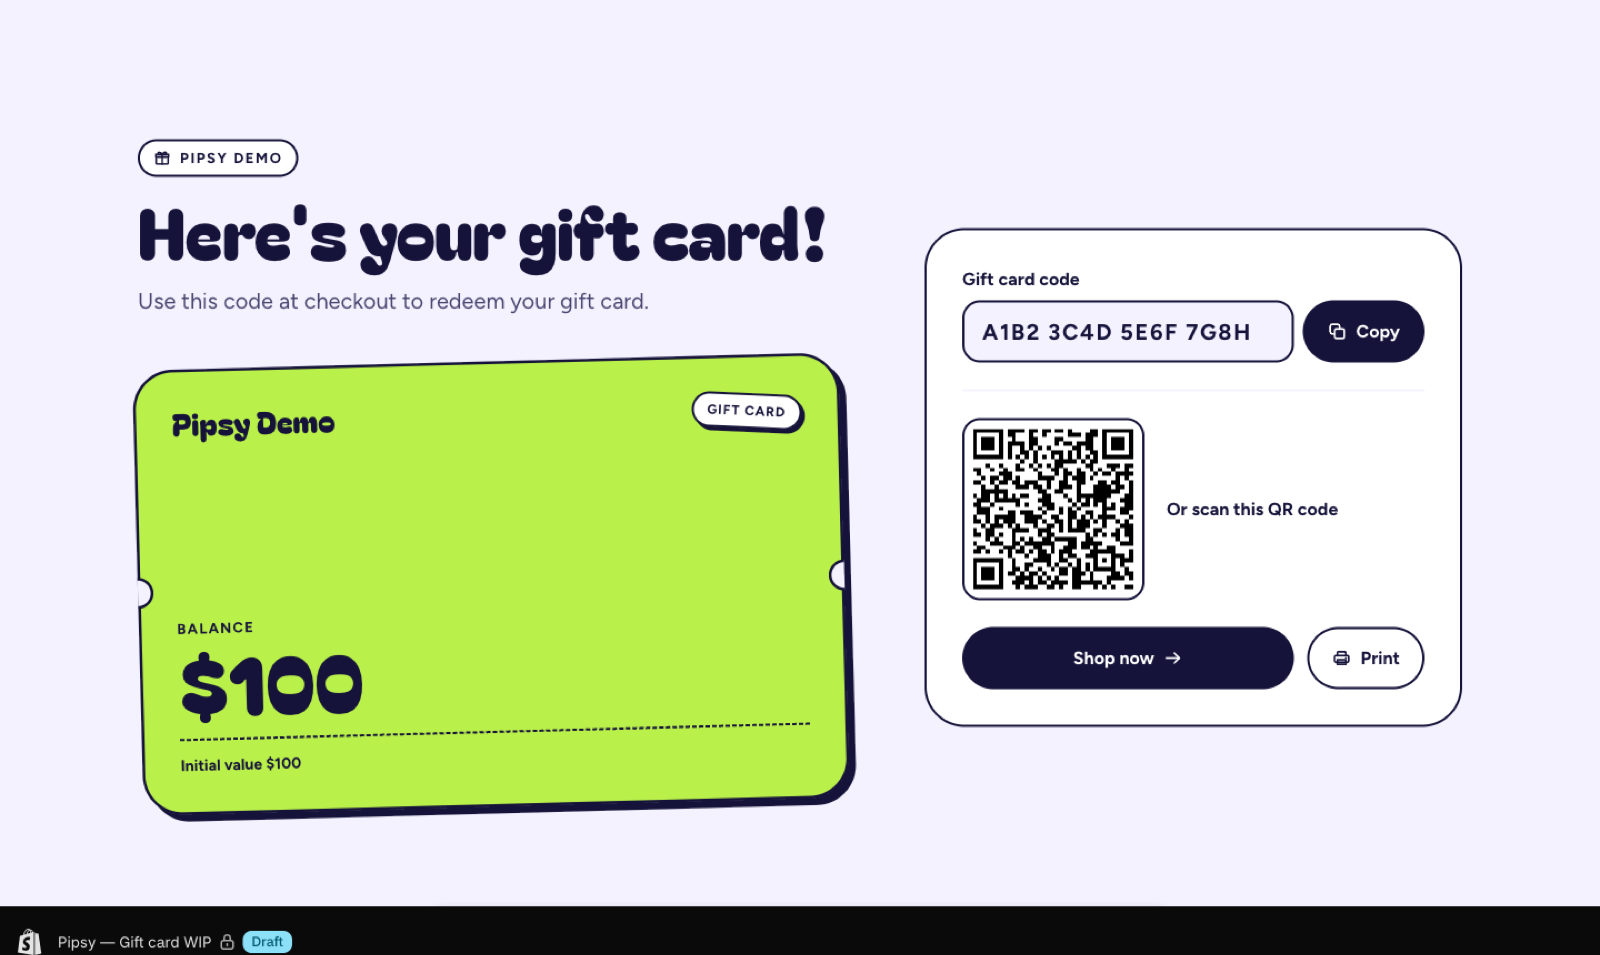 PIPSY DEMO
Here's your gift card!
Use this code at checkout to redeem your gift card.
Pipsy Demo
GIFT CARD
BALANCE
$100
Initial value $100
Gift card code
A1B2 3C4D 5E6F 7G8H
Copy
Or scan this QR code
Shop now
Print
Pipsy — Gift card WIP
Draft